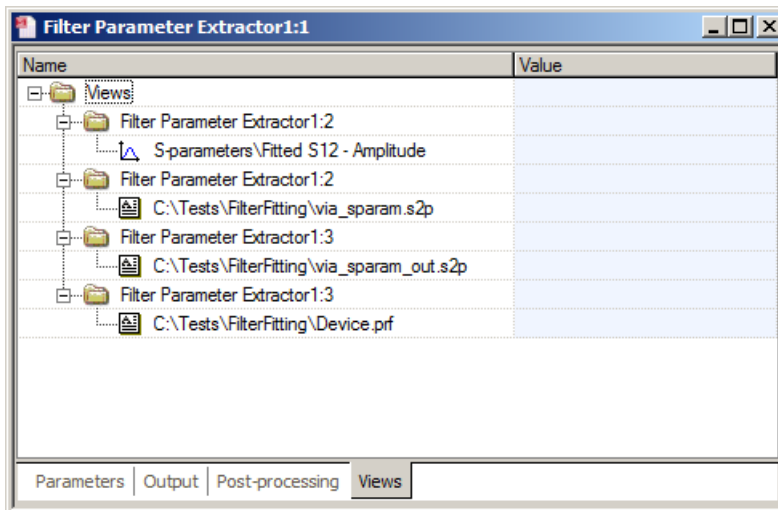 Filter Parameter Extractor1:1
Name Value
Views
Filter Parameter Extractor1:2
S-parameters\Fitted S12 - Amplitude
Filter Parameter Extractor1:2
C:\Tests\FilterFitting\via_sparam.s2p
Filter Parameter Extractor1:3
C:\Tests\FilterFitting\via_sparam_out.s2p
Filter Parameter Extractor1:3
C:\Tests\FilterFitting\Device.prf
Parameters Output Post-processing Views